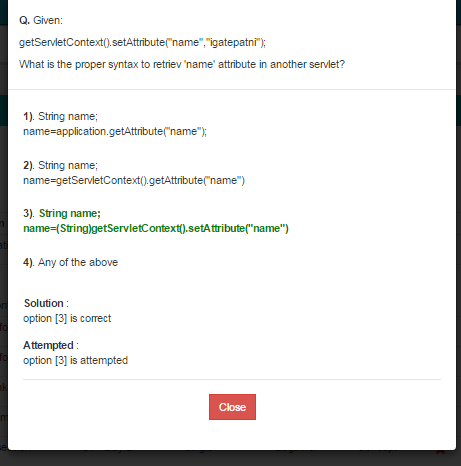 Q. Given:
getServletContext().setAttribute("name","igatepatni");
What is the proper syntax to retriev 'name' attribute in another servlet?
1). String name;
name=application.getAttribute("name");
2). String name;
name=getServletContext().getAttribute("name")
3). String name;
name=(String)getServletContext().setAttribute("name")
4). Any of the above
Solution :
option [3] is correct
Attempted :
option [3] is attempted
Close